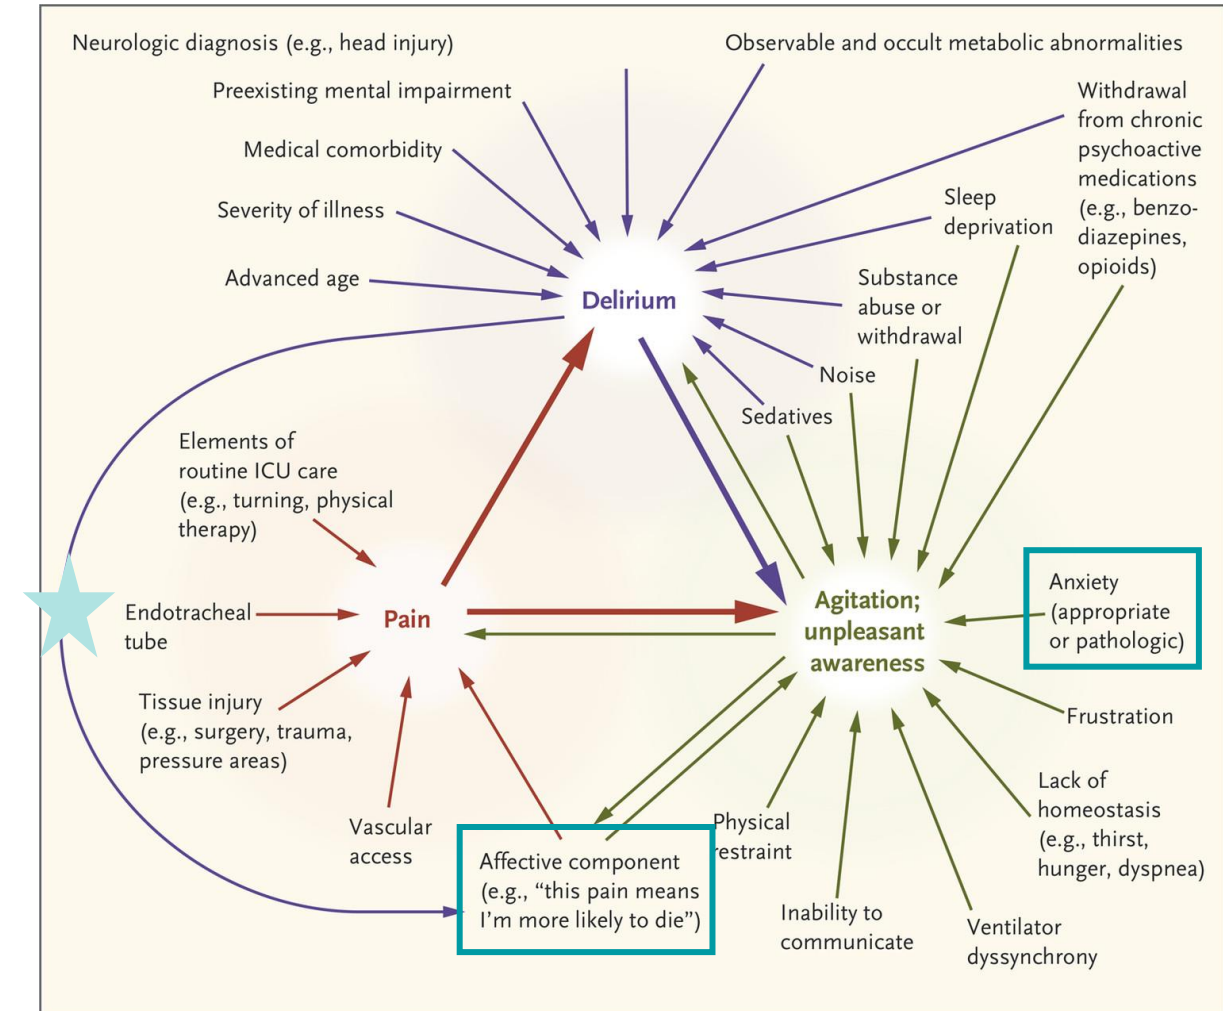 Neurologic diagnosis (e.g., head injury)
Observable and occult metabolic abnormalities
Preexisting mental impairment
Withdrawal
from chronic
psychoactive
medications
(e.g., benzo-
diazepines,
opioids)
Medical comorbidity
Severity of illness
Sleep
deprivation
Advanced age
Delirium
Substance
abuse or
withdrawal
Noise
Sedatives
Elements of
routine ICU care
(e.g., turning, physical
therapy)
Endotracheal
tube
Pain
Agitation;
unpleasant
awareness
Anxiety
(appropriate
or pathologic)
Tissue injury
(e.g., surgery, trauma,
pressure areas)
Frustration
Vascular
access
Affective component
(e.g., “this pain means
I’m more likely to die”)
Physical
restraint
Lack of
homeostasis
(e.g., thirst,
hunger, dyspnea)
Inability to
communicate
Ventilator
dyssynchrony